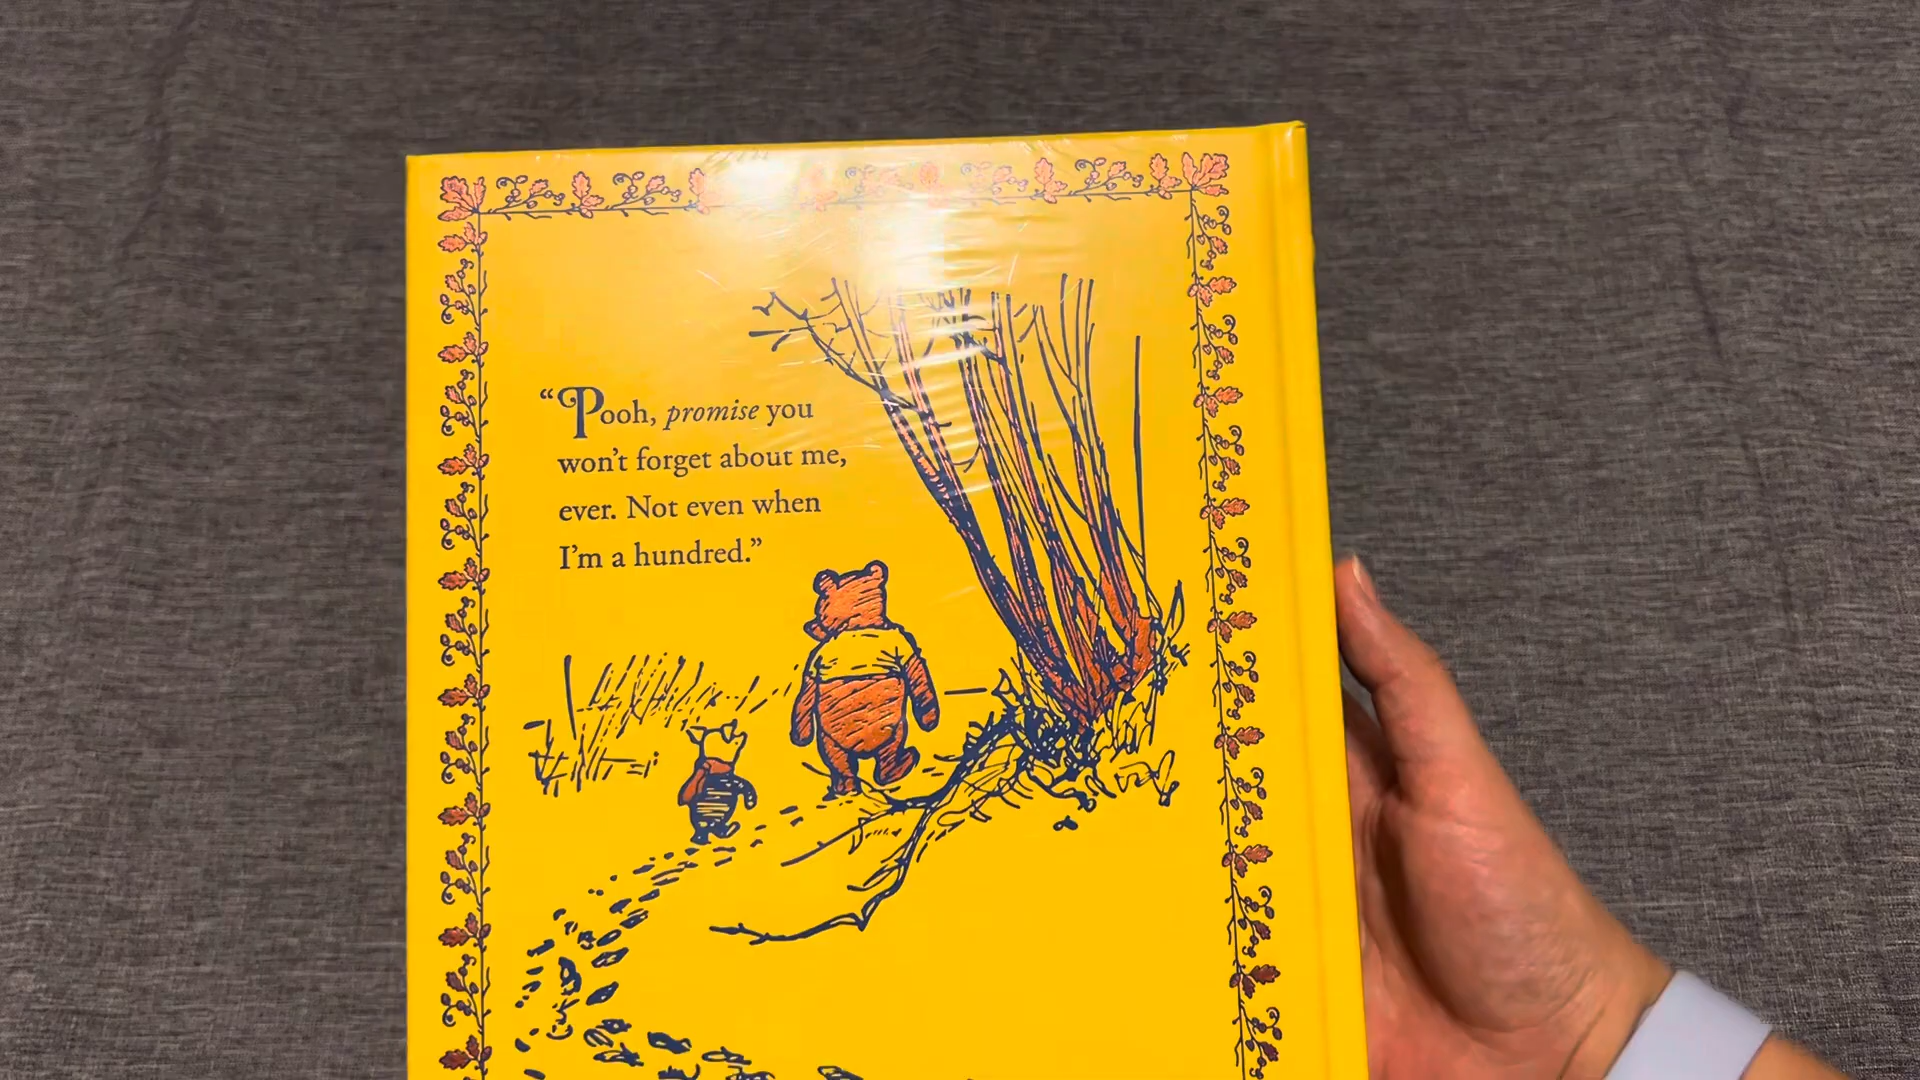 “Pooh, promise you
won’t forget about me,
ever. Not even when
I’m a hundred.”